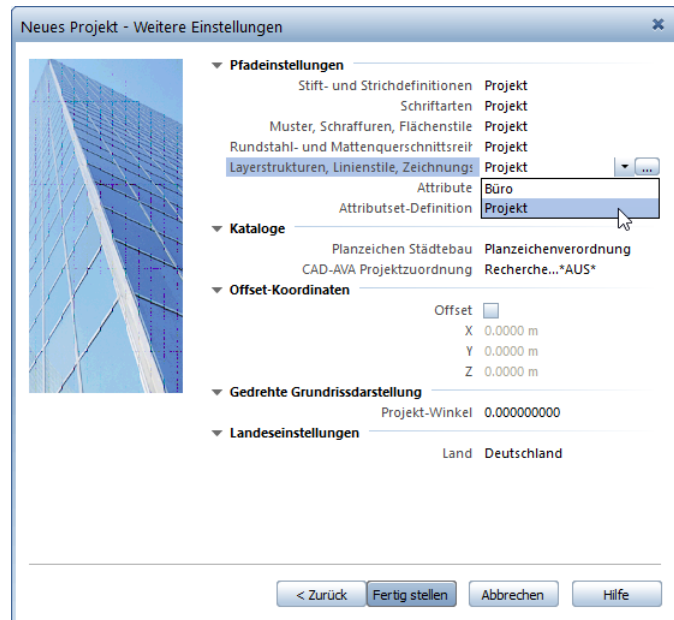 Neues Projekt - Weitere Einstellungen
Pfadeinstellungen
Stift- und Strichdefinitionen Projekt
Schriftarten Projekt
Muster, Schraffuren, Flächenstile Projekt
Rundstahl- und Mattenquerschnittsreih Projekt
Layerstrukturen, Linienstile, Zeichnungs Projekt ...
Attribute Büro
Attributset-Definition Projekt
Kataloge
Planzeichen Städtebau Planzeichenverordnung
CAD-AVA Projektzuordnung Recherche...*AUS*
Offset-Koordinaten
Offset
X 0.0000 m
Y 0.0000 m
Z 0.0000 m
Gedrehte Grundrissdarstellung
Projekt-Winkel 0.000000000
Landeseinstellungen
Land Deutschland
< Zurück Fertig stellen Abbrechen Hilfe